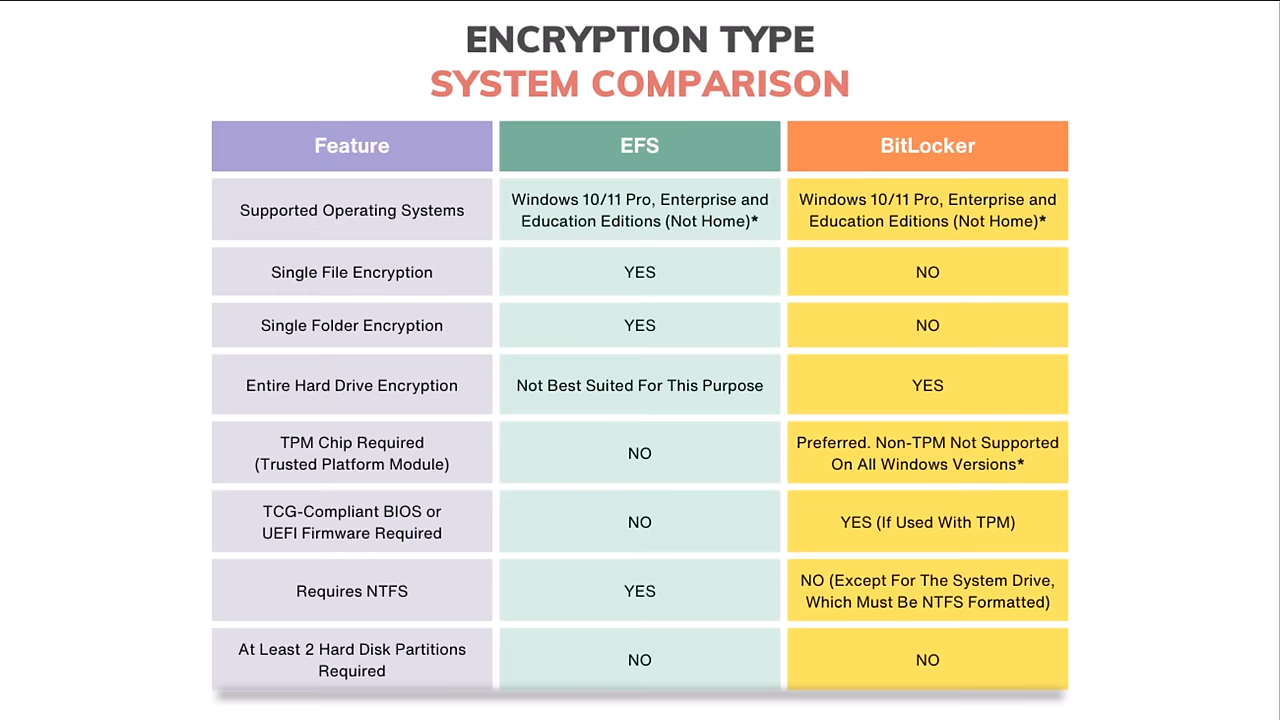 ENCRYPTION TYPE
SYSTEM COMPARISON
Feature
EFS
BitLocker
Supported Operating Systems
Windows 10/11 Pro, Enterprise and
Education Editions (Not Home)*
Windows 10/11 Pro, Enterprise and
Education Editions (Not Home)*
Single File Encryption
YES
NO
Single Folder Encryption
YES
NO
Entire Hard Drive Encryption
Not Best Suited For This Purpose
YES
TPM Chip Required
(Trusted Platform Module)
NO
Preferred. Non-TPM Not Supported
On All Windows Versions*
TCG-Compliant BIOS or
UEFI Firmware Required
NO
YES (If Used With TPM)
Requires NTFS
YES
NO (Except For The System Drive,
Which Must Be NTFS Formatted)
At Least 2 Hard Disk Partitions
Required
NO
NO